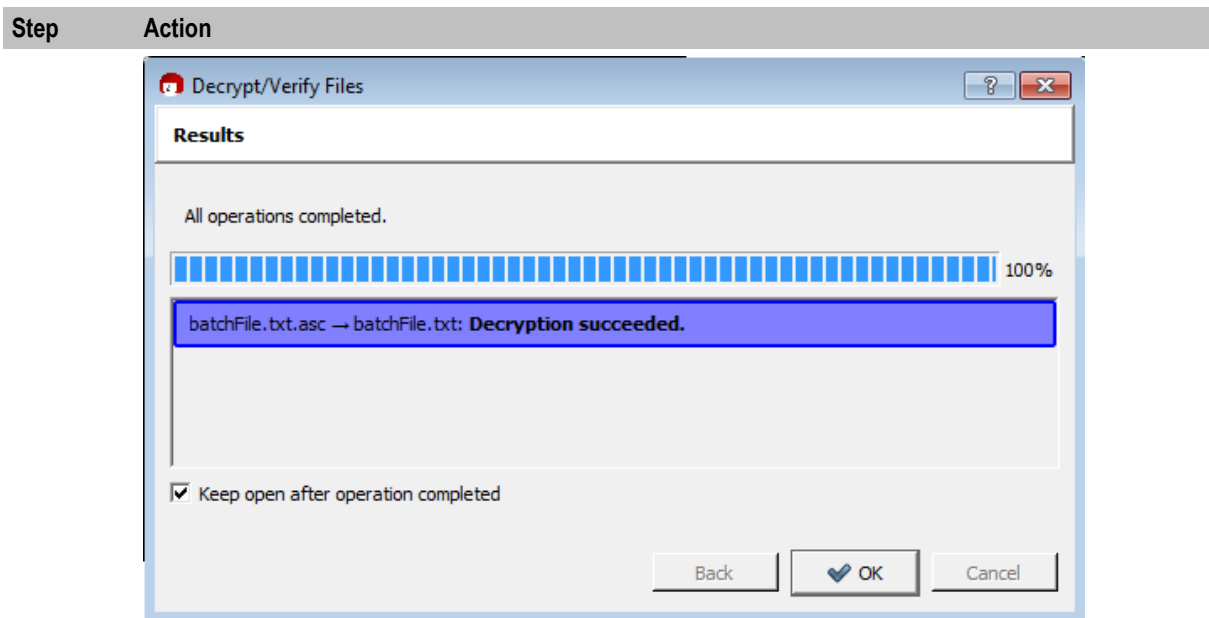 Step Action
Decrypt/Verify Files
Results
All operations completed.
100%
batchFile.txt.asc → batchFile.txt: Decryption succeeded.
Keep open after operation completed
Back OK Cancel